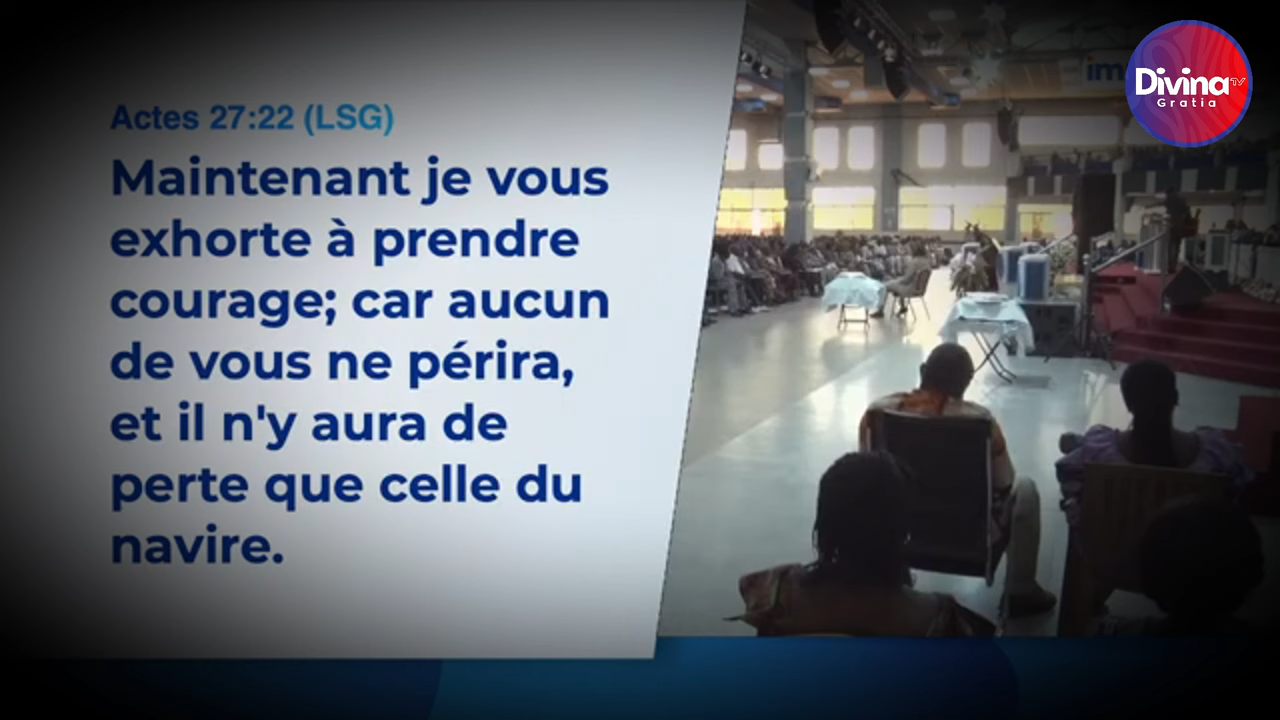 Actes 27:22 (LSG)
Maintenant je vous
exhorte à prendre
courage; car aucun
de vous ne périra,
et il n'y aura de
perte que celle du
navire.
Divina TV
Gratia